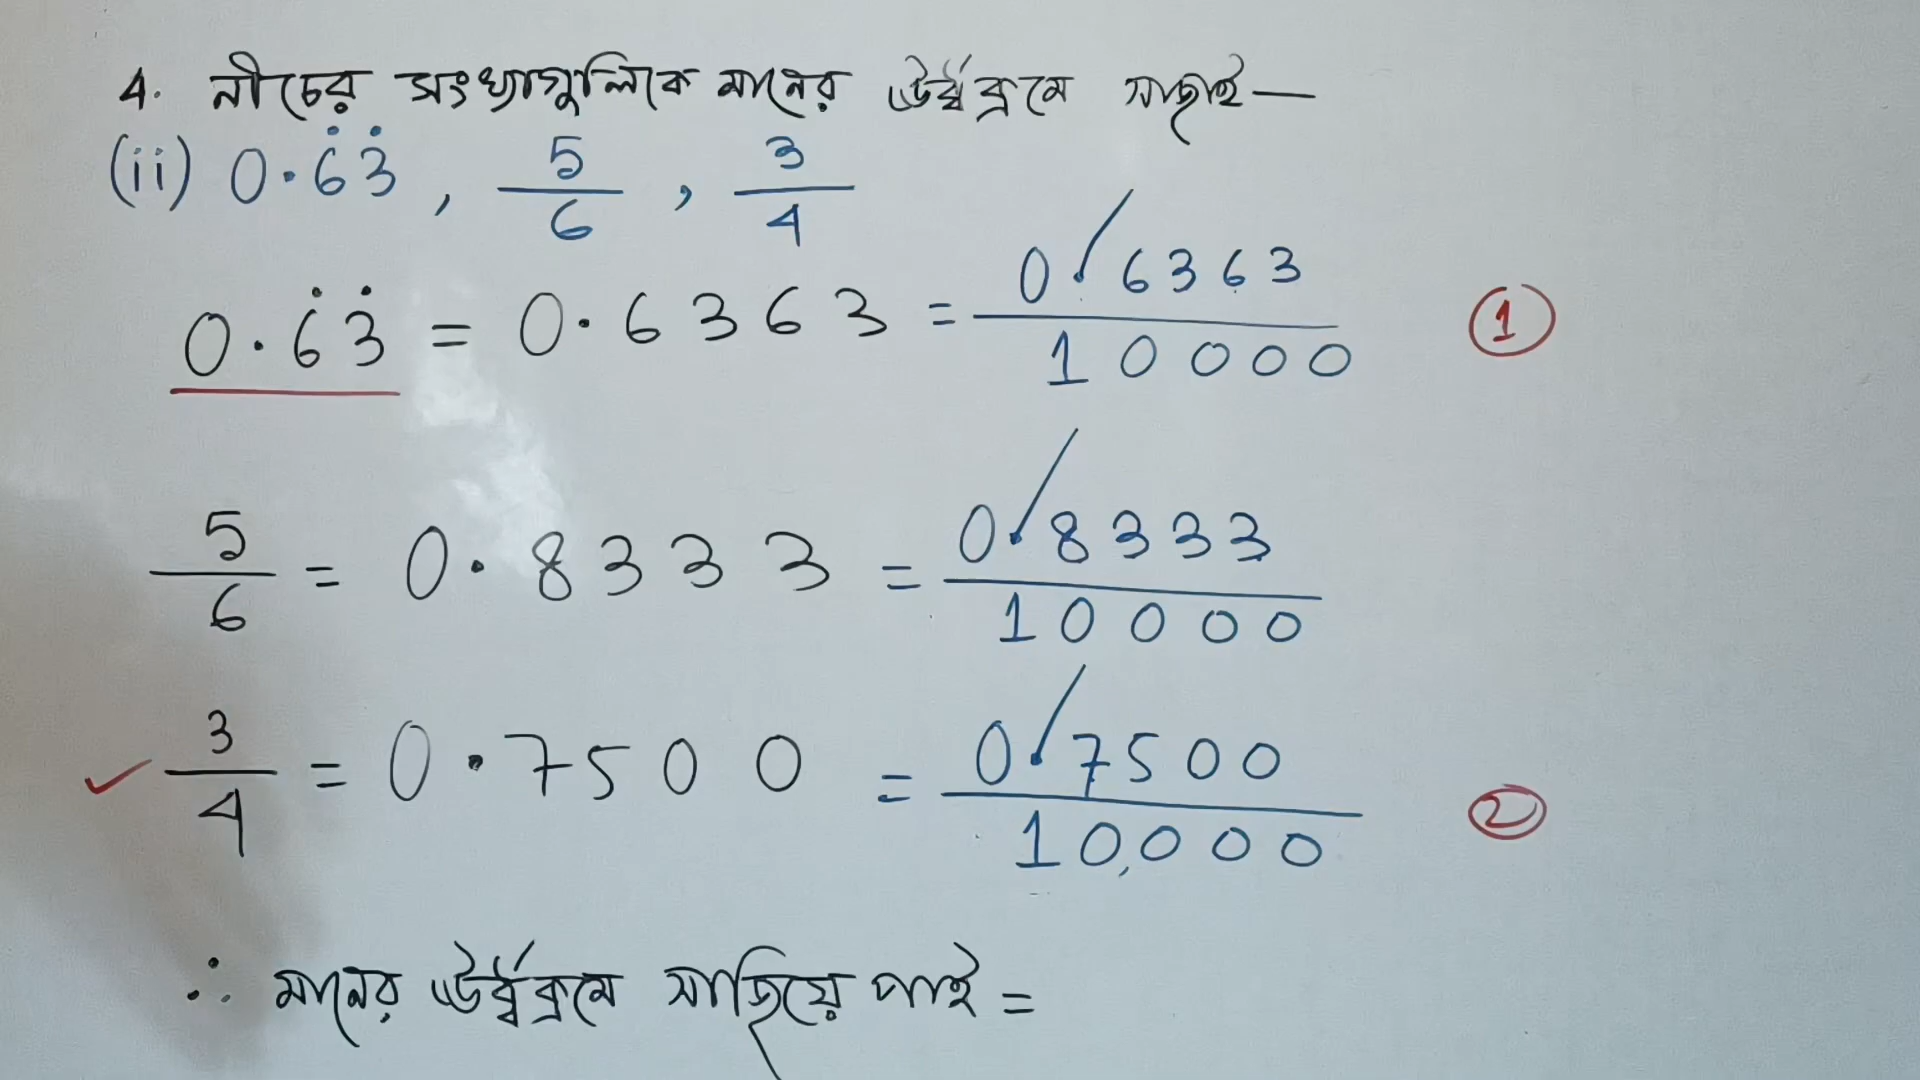 4. নীচের সংখ্যাগুলিকে মানের ঊর্ধ্বক্রমে সাজাই —
(ii) 0.6̇3̇ , 5/6 , 3/4
0.6̇3̇ = 0.6363 = 0.6363/10000 ①
5/6 = 0.8333 = 0.8333/10000
✓ 3/4 = 0.7500 = 0.7500/10,000 ②
∴ মানের ঊর্ধ্বক্রমে সাজিয়ে পাই =